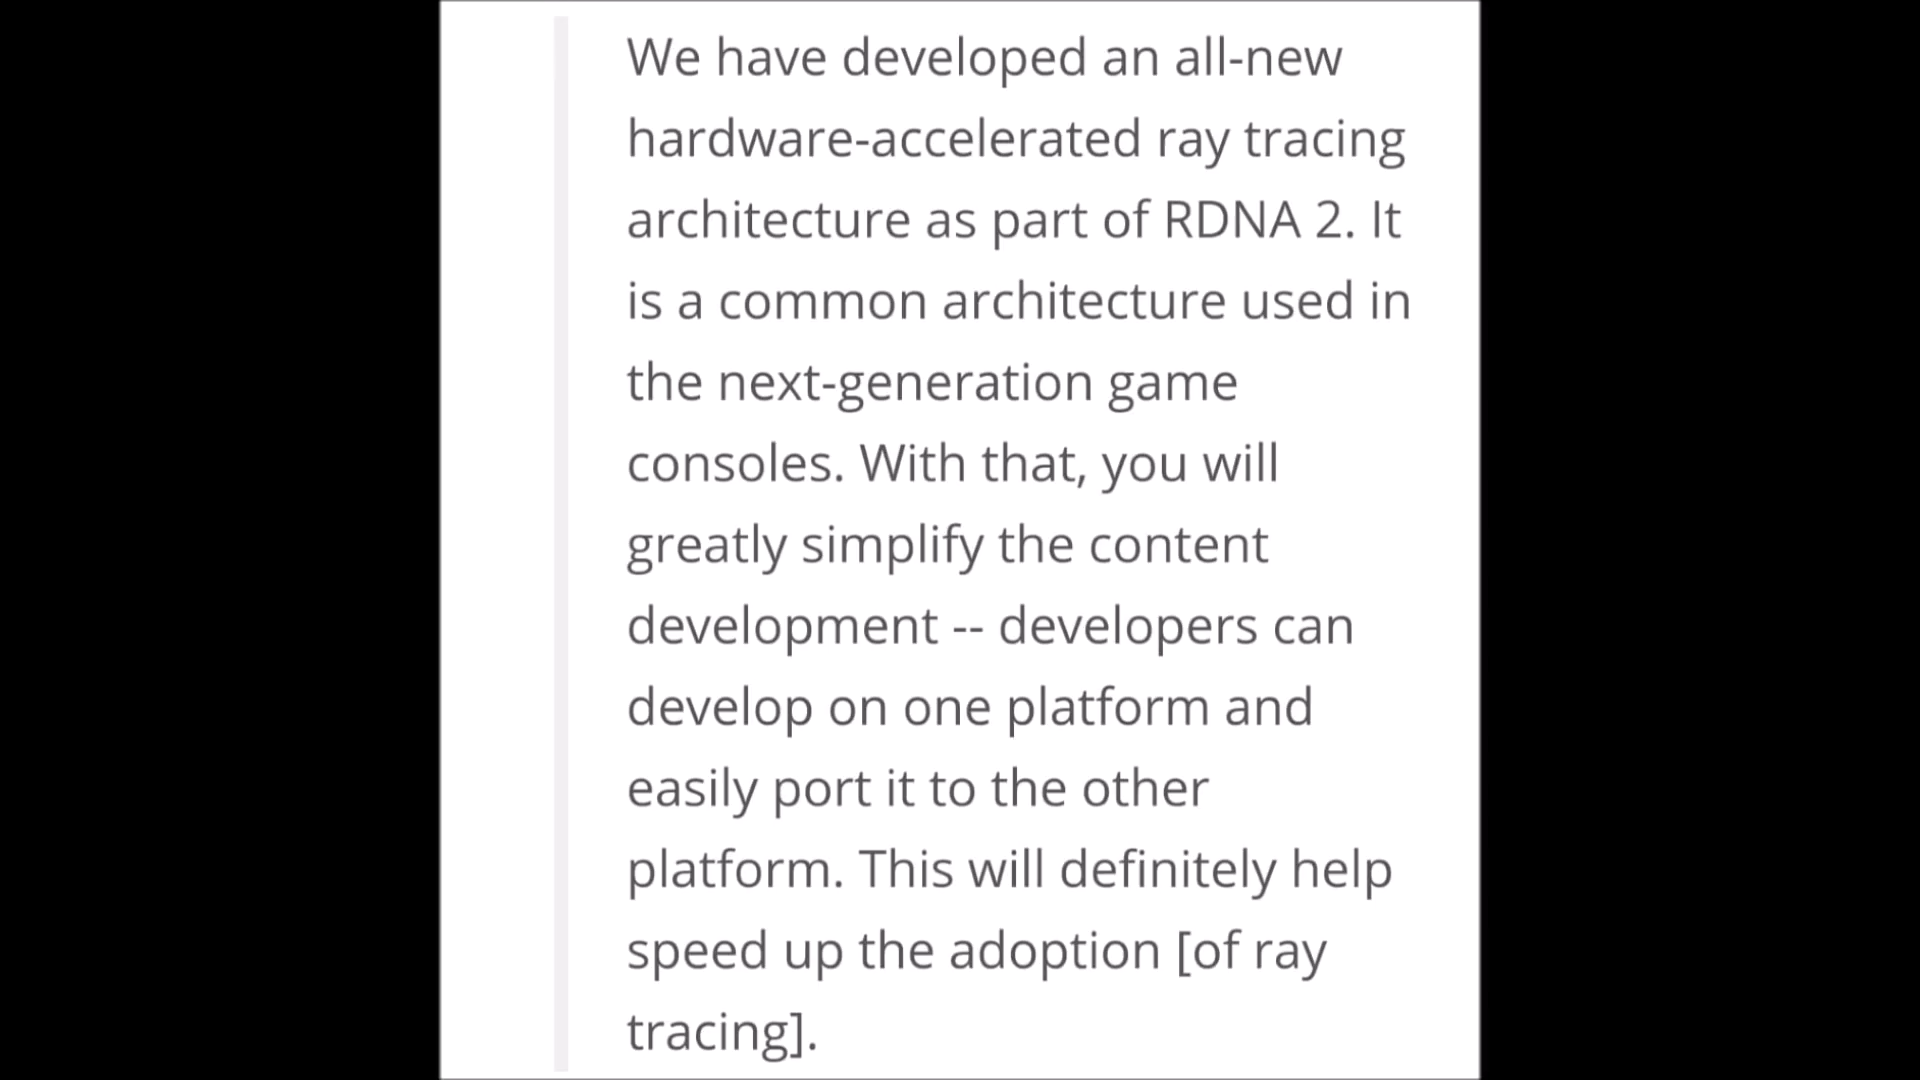 We have developed an all-new
hardware-accelerated ray tracing
architecture as part of RDNA 2. It
is a common architecture used in
the next-generation game
consoles. With that, you will
greatly simplify the content
development -- developers can
develop on one platform and
easily port it to the other
platform. This will definitely help
speed up the adoption [of ray
tracing].